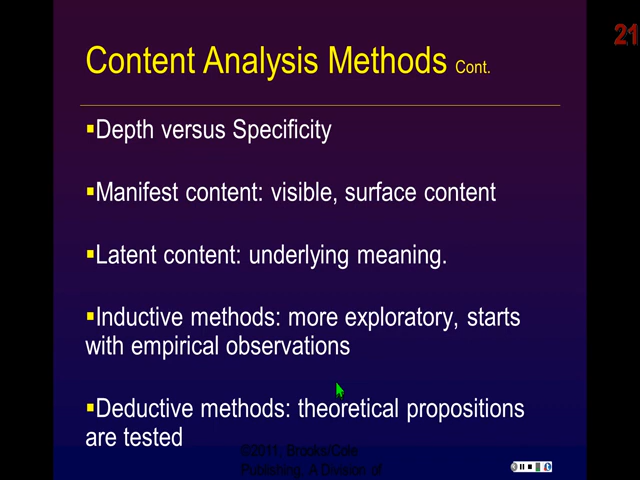 21
Content Analysis Methods Cont.
▪Depth versus Specificity
▪Manifest content: visible, surface content
▪Latent content: underlying meaning.
▪Inductive methods: more exploratory, starts
with empirical observations
▪Deductive methods: theoretical propositions
are tested
©2011 Brooks/Cole
Publishing, A Division of